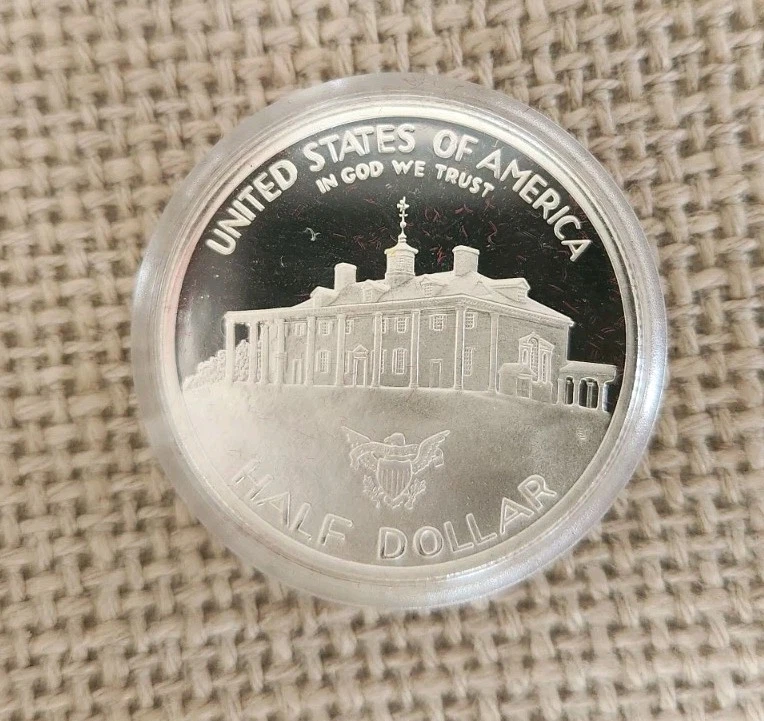 UNITED STATES OF AMERICA
IN GOD WE TRUST
HALF DOLLAR